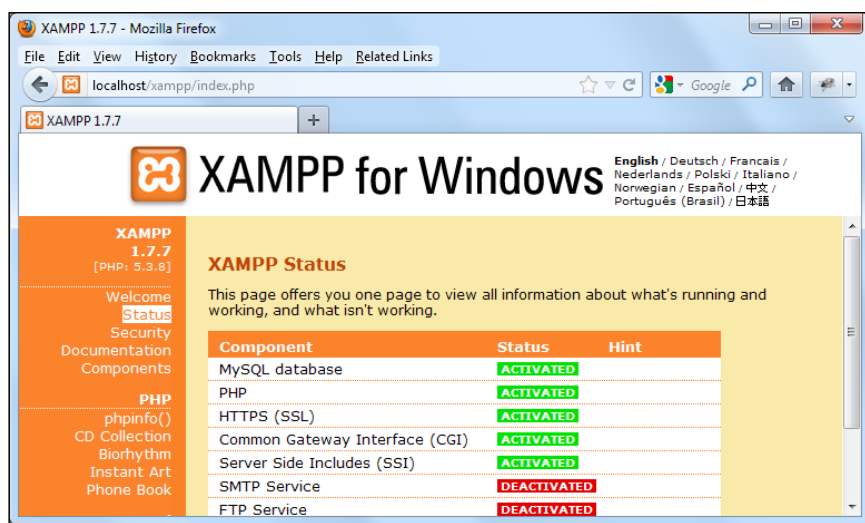 XAMPP 1.7.7 - Mozilla Firefox
File Edit View History Bookmarks Tools Help Related Links
localhost/xampp/index.php
Google
XAMPP 1.7.7
XAMPP for Windows
English / Deutsch / Francais /
Nederlands / Polski / Italiano /
Norwegian / Español / 中文 /
Português (Brasil) / 日本語
XAMPP
1.7.7
[PHP: 5.3.8]
Welcome
Status
Security
Documentation
Components
PHP
phpinfo()
CD Collection
Biorhythm
Instant Art
Phone Book
XAMPP Status
This page offers you one page to view all information about what's running and
working, and what isn't working.
Component Status Hint
MySQL database ACTIVATED
PHP ACTIVATED
HTTPS (SSL) ACTIVATED
Common Gateway Interface (CGI) ACTIVATED
Server Side Includes (SSI) ACTIVATED
SMTP Service DEACTIVATED
FTP Service DEACTIVATED